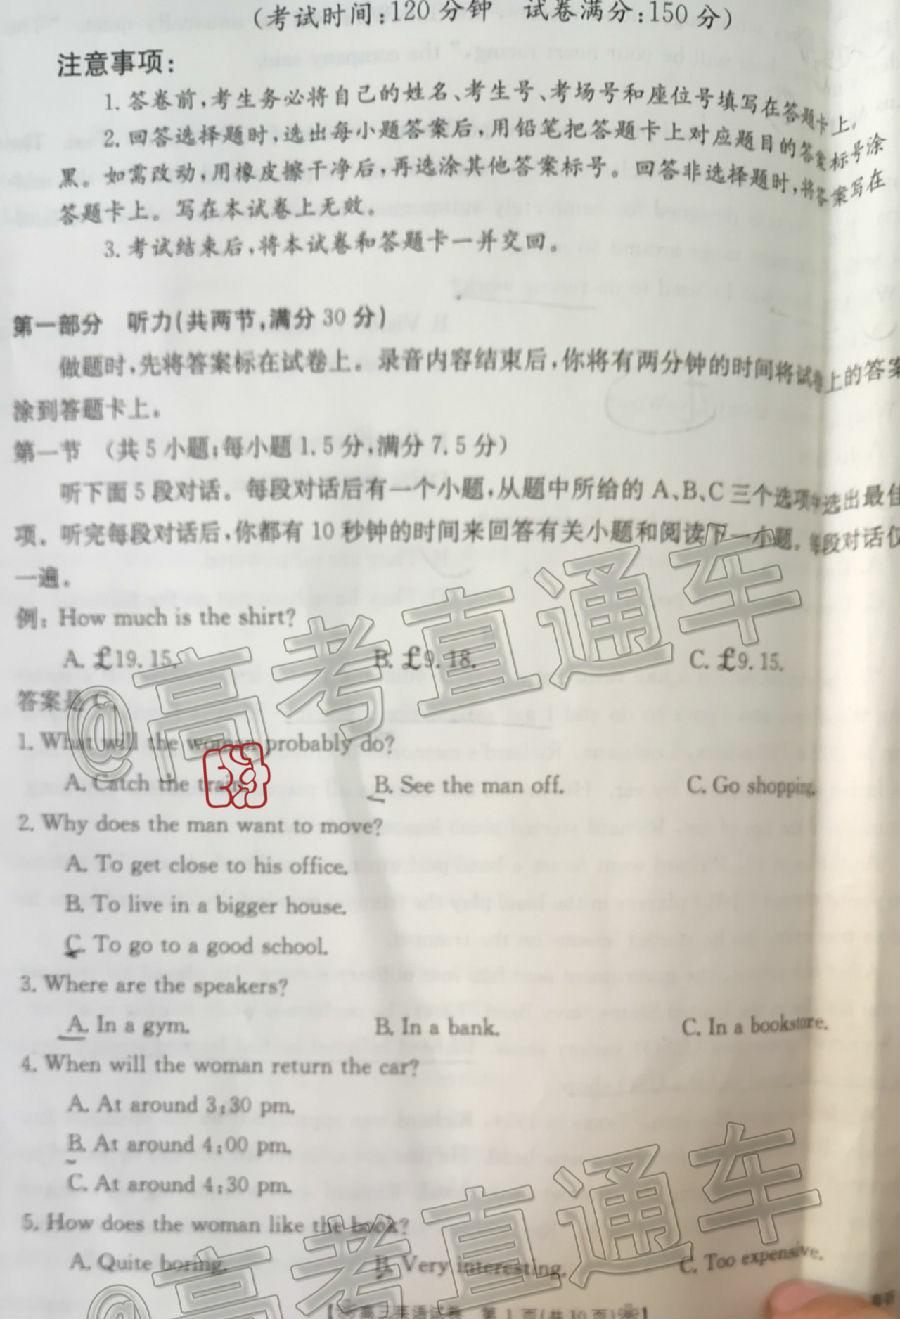 (考试时间:120分钟 试卷满分:150分)
注意事项:
1.答卷前,考生务必将自己的姓名、考生号、考场号和座位号填写在答题卡上。
2.回答选择题时,选出每小题答案后,用铅笔把答题卡上对应题目的答案标号涂
黑。如需改动,用橡皮擦干净后,再选涂其他答案标号。回答非选择题时,将答案写在
答题卡上。写在本试卷上无效。
3.考试结束后,将本试卷和答题卡一并交回。
第一部分 听力(共两节,满分30分)
做题时,先将答案标在试卷上。录音内容结束后,你将有两分钟的时间将试卷上的答案
涂到答题卡上。
第一节 (共5小题;每小题1.5分,满分7.5分)
听下面5段对话。每段对话后有一个小题,从题中所给的A、B、C三个选项中选出最佳
项。听完每段对话后,你都有10秒钟的时间来回答有关小题和阅读下一小题。每段对话仅
一遍。
例:How much is the shirt?
A. £19.15. B. £9.18. C. £9.15.
答案是C。
1. What will the woman probably do?
A. Catch the train. B. See the man off. C. Go shopping.
2. Why does the man want to move?
A. To get close to his office.
B. To live in a bigger house.
C. To go to a good school.
3. Where are the speakers?
A. In a gym. B. In a bank. C. In a bookstore.
4. When will the woman return the car?
A. At around 3:30 pm.
B. At around 4:00 pm.
C. At around 4:30 pm.
5. How does the woman like the book?
A. Quite boring. B. Very interesting. C. Too expensive.
高三英语试卷 第1页(共10页)
@高考直通车
@高考直通车